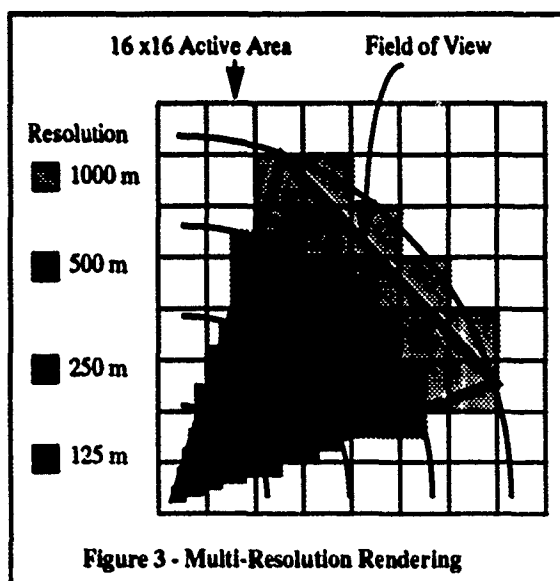 16 x16 Active Area
Field of View
Resolution
1000 m
500 m
250 m
125 m
Figure 3 - Multi-Resolution Rendering